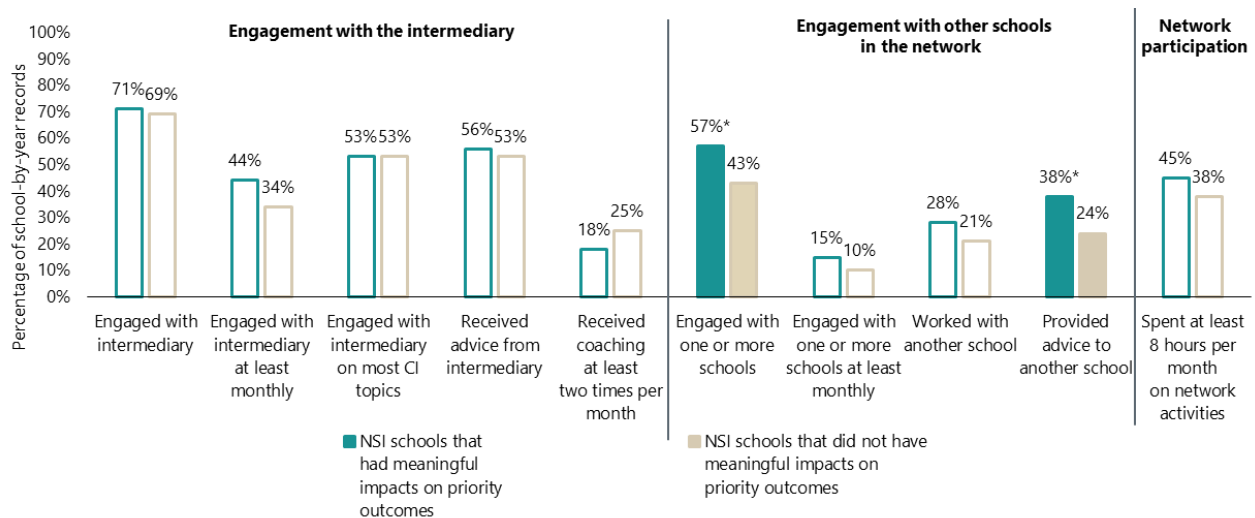 Percentage of school-by-year records
100%
90%
80%
70%
60%
50%
40%
30%
20%
10%
0%
Engagement with the intermediary
71%
69%
44%
34%
53%
53%
56%
53%
18%
25%
Engaged with
intermediary
Engaged with
intermediary
at least
monthly
Engaged with
intermediary
on most CI
topics
Received
advice from
intermediary
Received
coaching
at least
two times per
month
Engagement with other schools
in the network
57%*
43%
15%
10%
28%
21%
38%*
24%
Engaged with
one or more
schools
Engaged with
one or more
schools at least
monthly
Worked with
another school
Provided
advice to
another school
Network
participation
45%
38%
Spent at least
8 hours per
month
on network
activities
NSI schools that
had meaningful
impacts on priority
outcomes
NSI schools that did not have
meaningful impacts on
priority outcomes